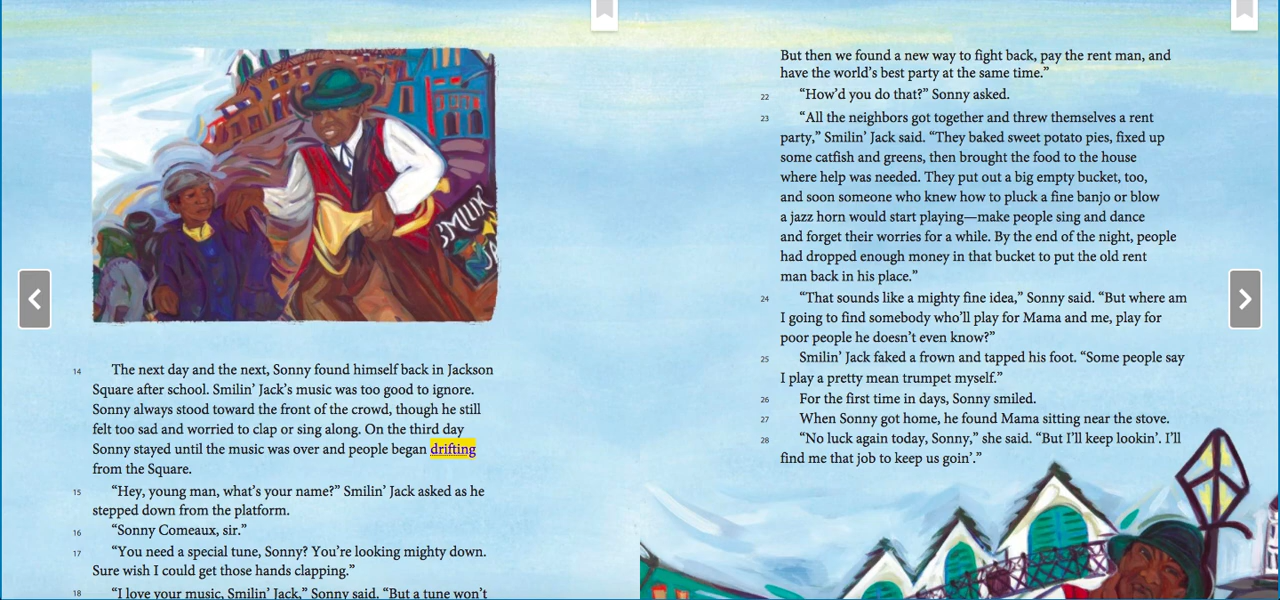 SMILIN'
JA
14 The next day and the next, Sonny found himself back in Jackson
Square after school. Smilin’ Jack’s music was too good to ignore.
Sonny always stood toward the front of the crowd, though he still
felt too sad and worried to clap or sing along. On the third day
Sonny stayed until the music was over and people began drifting
from the Square.
15 “Hey, young man, what’s your name?” Smilin’ Jack asked as he
stepped down from the platform.
16 “Sonny Comeaux, sir.”
17 “You need a special tune, Sonny? You’re looking mighty down.
Sure wish I could get those hands clapping.”
18 “I love your music, Smilin’ Jack,” Sonny said. “But a tune won’t
But then we found a new way to fight back, pay the rent man, and
have the world’s best party at the same time.”
22 “How’d you do that?” Sonny asked.
23 “All the neighbors got together and threw themselves a rent
party,” Smilin’ Jack said. “They baked sweet potato pies, fixed up
some catfish and greens, then brought the food to the house
where help was needed. They put out a big empty bucket, too,
and soon someone who knew how to pluck a fine banjo or blow
a jazz horn would start playing—make people sing and dance
and forget their worries for a while. By the end of the night, people
had dropped enough money in that bucket to put the old rent
man back in his place.”
24 “That sounds like a mighty fine idea,” Sonny said. “But where am
I going to find somebody who’ll play for Mama and me, play for
poor people he doesn’t even know?”
25 Smilin’ Jack faked a frown and tapped his foot. “Some people say
I play a pretty mean trumpet myself.”
26 For the first time in days, Sonny smiled.
27 When Sonny got home, he found Mama sitting near the stove.
28 “No luck again today, Sonny,” she said. “But I’ll keep lookin’. I’ll
find me that job to keep us goin’.”